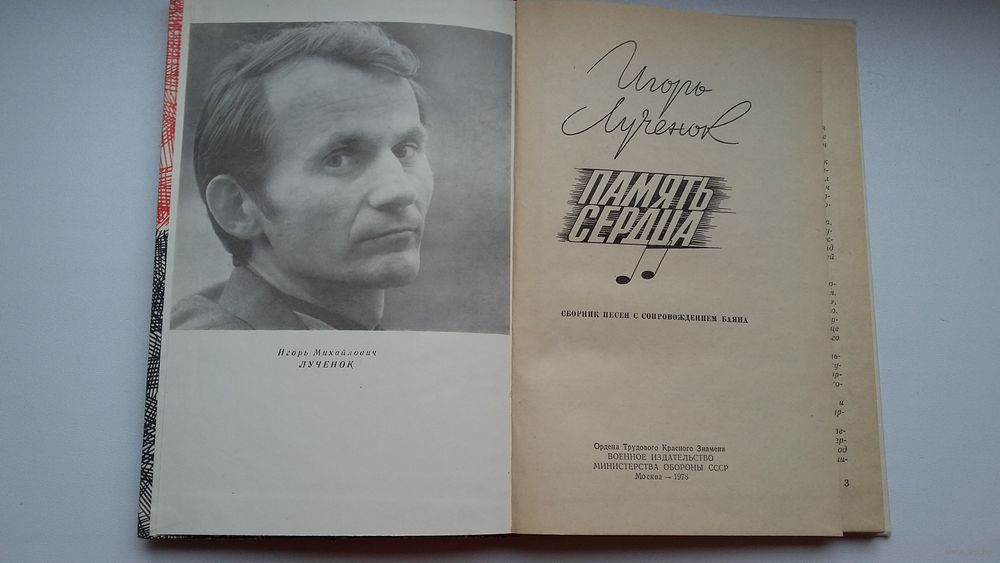 Игорь Михайлович
ЛУЧЕНОК
Игорь
Лученок
ПАМЯТЬ
СЕРДЦА
СБОРНИК ПЕСЕН С СОПРОВОЖДЕНИЕМ БАЯНА
Ордена Трудового Красного Знамени
ВОЕННОЕ ИЗДАТЕЛЬСТВО
МИНИСТЕРСТВА ОБОРОНЫ СССР
Москва — 1978
3